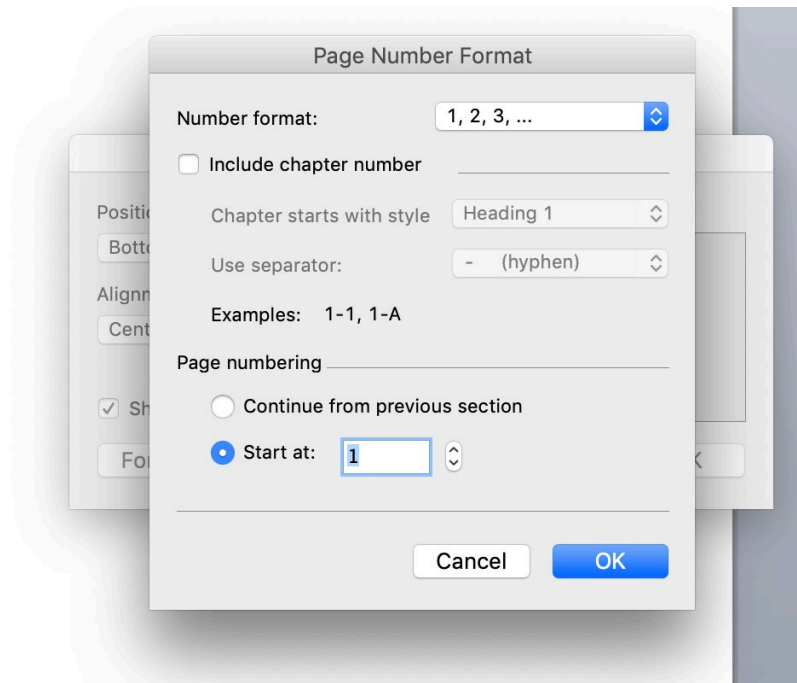 Page Number Format
Number format: 1, 2, 3, ...
Include chapter number
Chapter starts with style Heading 1
Use separator: - (hyphen)
Examples: 1-1, 1-A
Page numbering
Continue from previous section
Start at: 1
Cancel OK